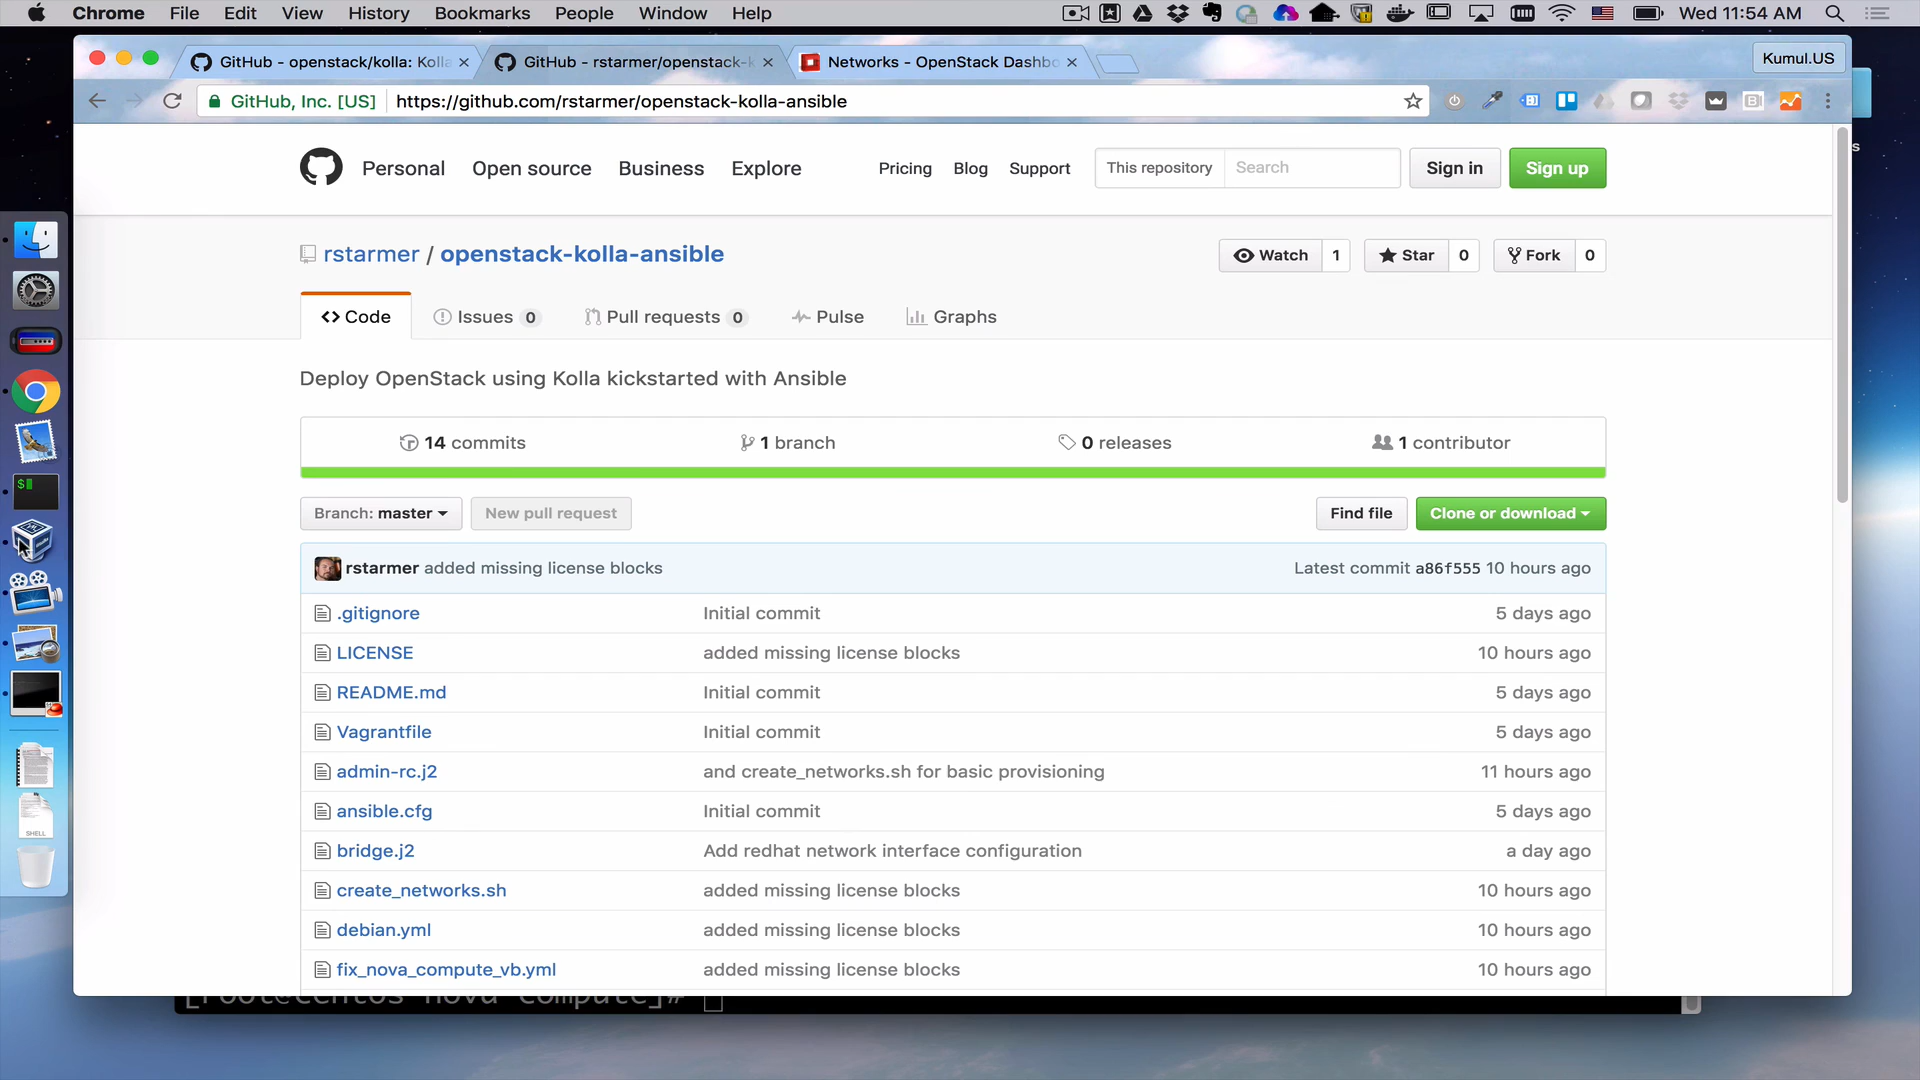 Chrome File Edit View History Bookmarks People Window Help Wed 11:54 AM
GitHub - openstack/kolla: Kolla GitHub - rstarmer/openstack-k Networks - OpenStack Dashbo Kumul.US
GitHub, Inc. [US] https://github.com/rstarmer/openstack-kolla-ansible
Personal Open source Business Explore Pricing Blog Support This repository Search Sign in Sign up
rstarmer / openstack-kolla-ansible Watch 1 Star 0 Fork 0
Code Issues 0 Pull requests 0 Pulse Graphs
Deploy OpenStack using Kolla kickstarted with Ansible
14 commits 1 branch 0 releases 1 contributor
Branch: master New pull request Find file Clone or download
rstarmer added missing license blocks Latest commit a86f555 10 hours ago
.gitignore Initial commit 5 days ago
LICENSE added missing license blocks 10 hours ago
README.md Initial commit 5 days ago
Vagrantfile Initial commit 5 days ago
admin-rc.j2 and create_networks.sh for basic provisioning 11 hours ago
ansible.cfg Initial commit 5 days ago
bridge.j2 Add redhat network interface configuration a day ago
create_networks.sh added missing license blocks 10 hours ago
debian.yml added missing license blocks 10 hours ago
fix_nova_compute_vb.yml added missing license blocks 10 hours ago
[root@centos nova-compute]#
SHELL